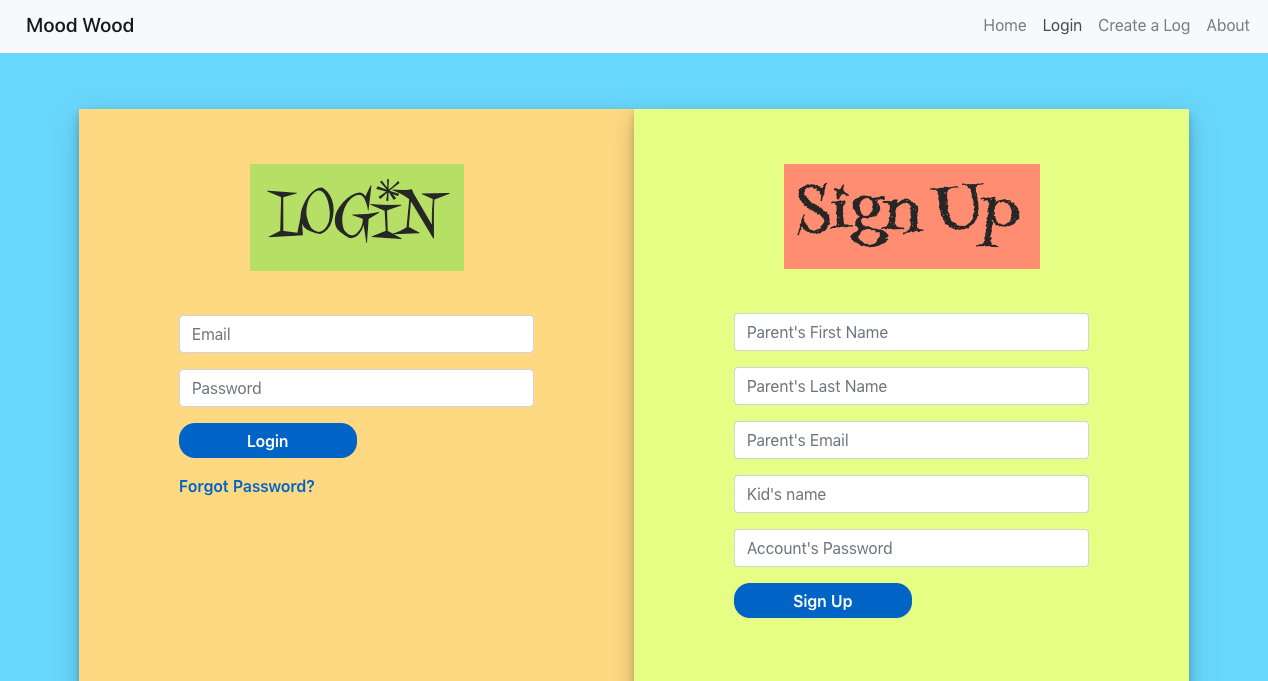 Mood Wood
Home Login Create a Log About
LOGiN
Email
Password
Login
Forgot Password?
Sign Up
Parent's First Name
Parent's Last Name
Parent's Email
Kid's name
Account's Password
Sign Up